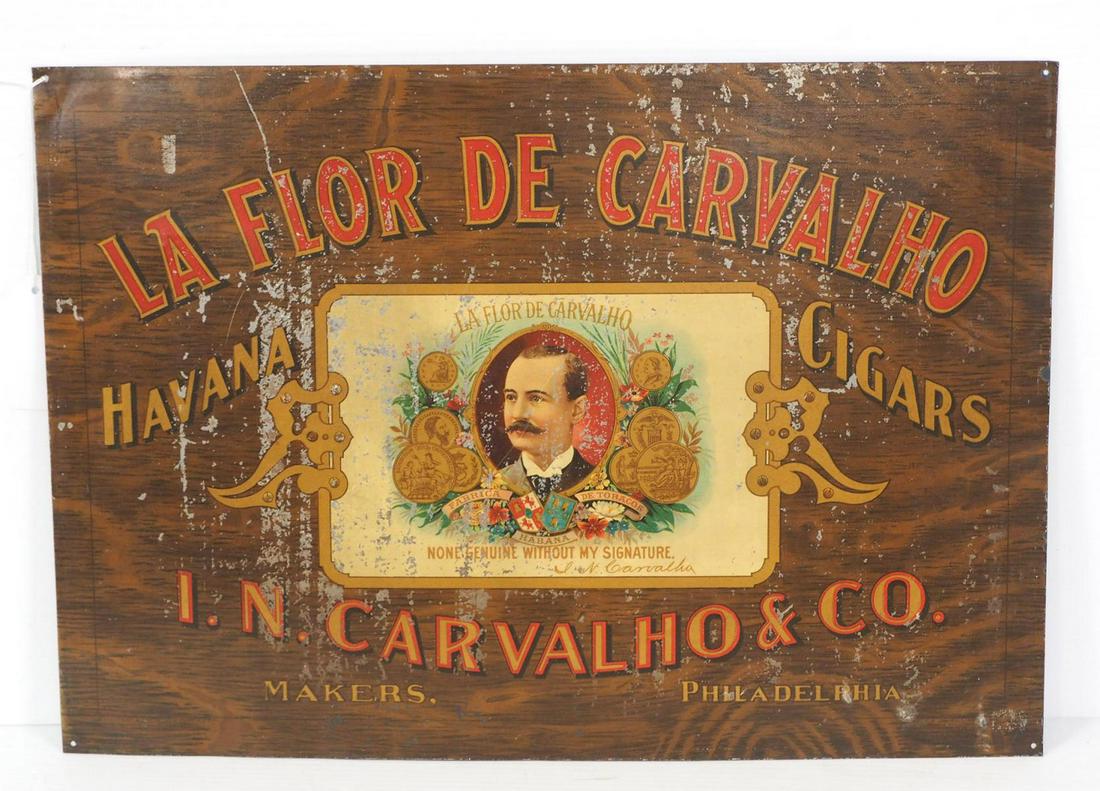 LA FLOR DE CARVALHO
HAVANA CIGARS
LA FLOR DE CARVALHO
FABRICA DE TOBACOS
HABANA
NONE GENUINE WITHOUT MY SIGNATURE.
I. N. Carvalho
I. N. CARVALHO & CO.
MAKERS. PHILADELPHIA